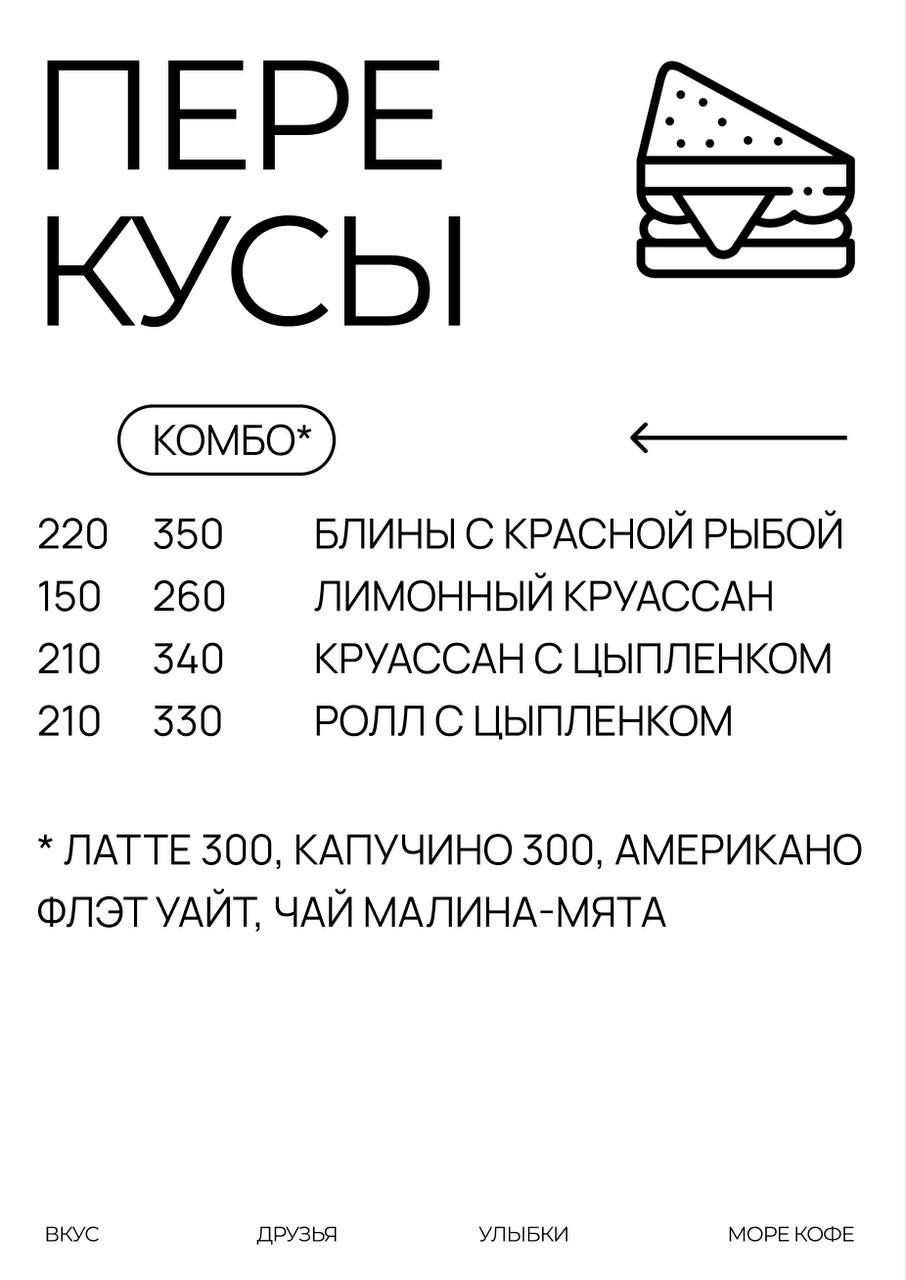 ПЕРЕ
КУСЫ
КОМБО*
220 350 БЛИНЫ С КРАСНОЙ РЫБОЙ
150 260 ЛИМОННЫЙ КРУАССАН
210 340 КРУАССАН С ЦЫПЛЕНКОМ
210 330 РОЛЛ С ЦЫПЛЕНКОМ
* ЛАТТЕ 300, КАПУЧИНО 300, АМЕРИКАНО
ФЛЭТ УАЙТ, ЧАЙ МАЛИНА-МЯТА
ВКУС ДРУЗЬЯ УЛЫБКИ МОРЕ КОФЕ